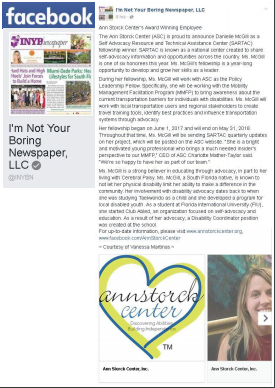 facebook
I'm Not Your Boring Newspaper, LLC
INYBnewspaper
Ann Storck Center's Award Winning Employee
The Ann Storck Center (ASC) is proud to announce Danielle McGill as a
Self Advocacy Resource and Technical Assistance Center (SARTAC)
fellowship winner. SARTAC is known as a national center created to share
self-advocacy information and opportunities across the country. Ms. McGill
is one of six honorees this year. Ms. McGill's fellowship is a year-long
opportunity to develop and grow her skills as a leader.
During her fellowship, Ms. McGill will work with ASC as the Policy
Leadership Fellow. Specifically, she will be working with the Mobility
Management Facilitation Program (MMFP) to bring awareness about the
current transportation barriers for individuals with disabilities. Ms. McGill will
work with local transportation users and regional stakeholders to create
travel training tools, identify best practices and influence transportation
systems through advocacy.
Her fellowship began on June 1, 2017 and will end on May 31, 2018.
Throughout that time, Ms. McGill will be sending SARTAC quarterly updates
on her project, which will be posted on the ASC website. "She is a bright
and motivated young professional who brings a much needed insider's
perspective to our MMFP," CEO of ASC Charlotte Mather-Taylor said.
"We're so happy to have her as part of our team."
Ms. McGill is a strong believer in educating through advocacy, in part to her
living with Cerebral Palsy. Ms. McGill, a South Florida native, is known to
not let her physical disability limit her ability to make a difference in the
community. Her involvement with disability advocacy dates back to when
she was studying Taekwondo as a child and she developed a program for
local disabled youth. As a student at Florida International University (FIU),
she started Club Abled, an organization focused on self-advocacy and
education. As a result of her advocacy, a Disability Coordinator position
was created at the school.
For up-to-date information, please visit www.annstorckcenter.org,
www.facebook.com/AnnStorckCenter
~ Courtesy of Vanessa Martinez ~
I'm Not Your
Boring
Newspaper,
LLC
@INYBN
annstorck
center
Discovering Abilities
Building Independence
TM
Ann Storck Center, Inc.
Ann Storck Center, Inc.